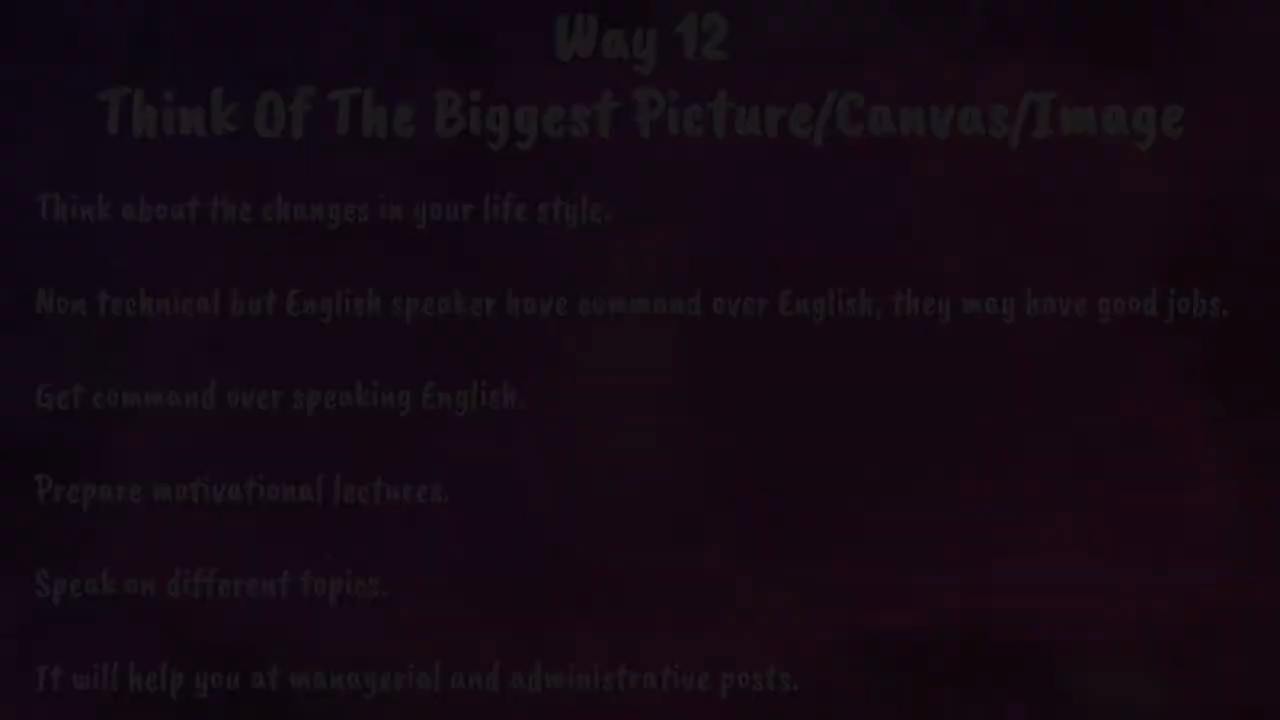 Way 12
Think Of The Biggest Picture/Canvas/Image
Think about the changes in your life style.
Non technical but English speaker have command over English, they may have good jobs.
Get command over speaking English.
Prepare motivational lectures.
Speak on different topics.
It will help you at managerial and administrative posts.